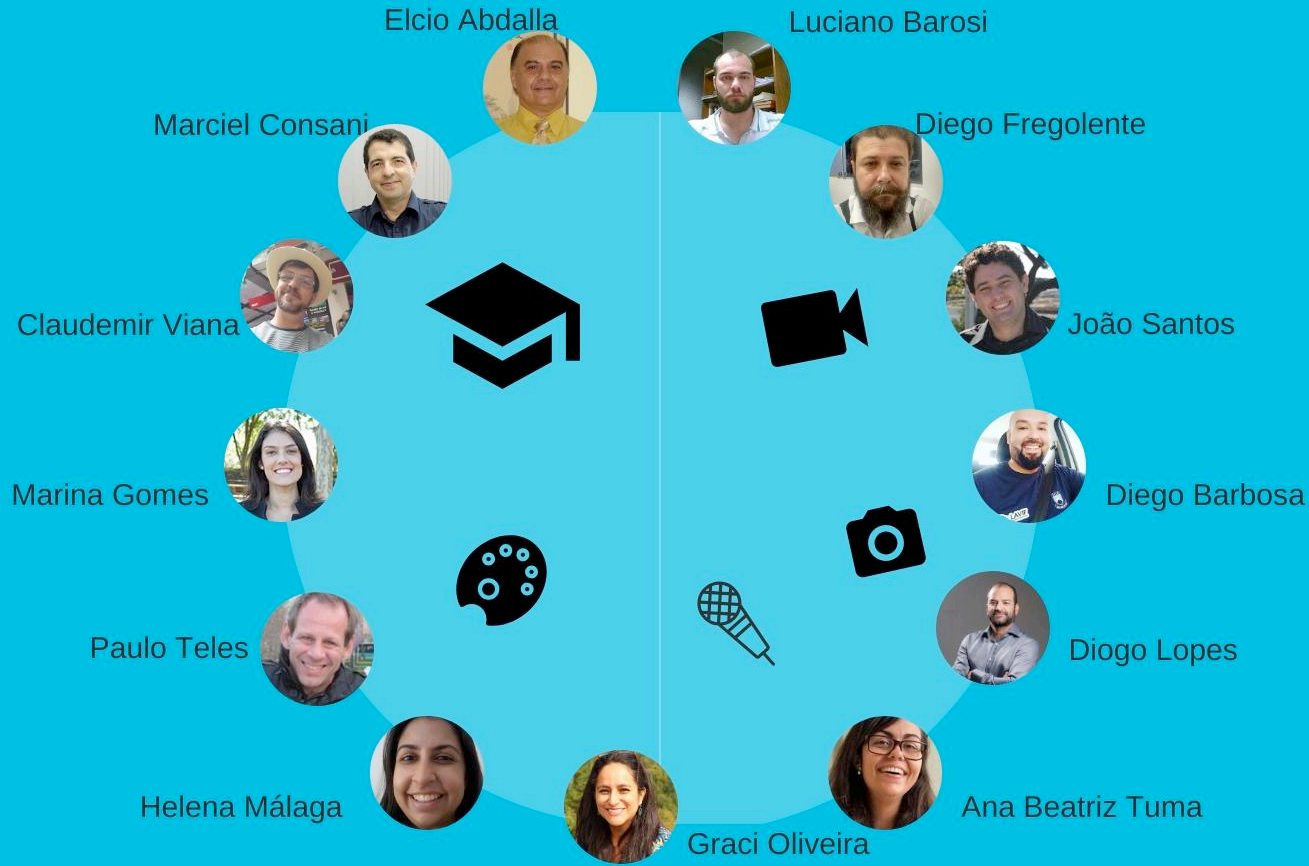 Elcio Abdalla
Luciano Barosi
Marciel Consani
Diego Fregolente
Claudemir Viana
João Santos
Marina Gomes
Diego Barbosa
Paulo Teles
Diogo Lopes
Helena Málaga
Ana Beatriz Tuma
Graci Oliveira